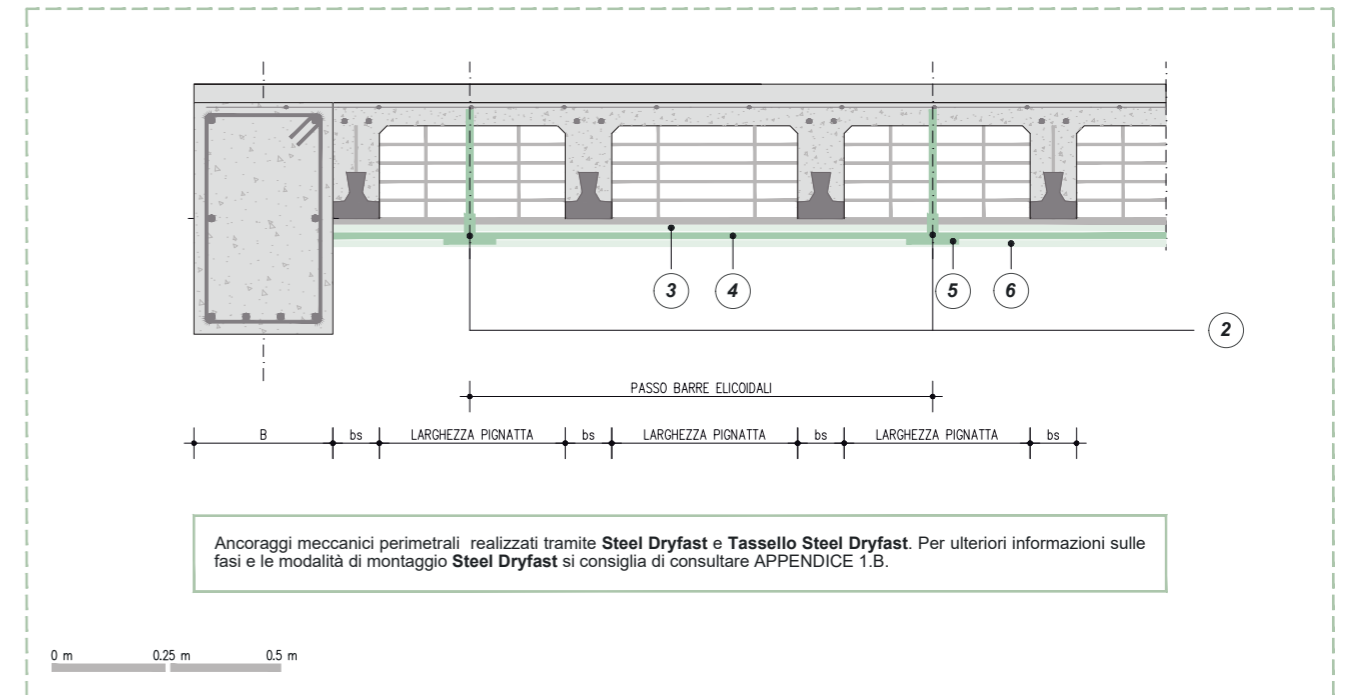 3 4 5 6
2
PASSO BARRE ELICOIDALI
B bs LARGHEZZA PIGNATTA bs LARGHEZZA PIGNATTA bs LARGHEZZA PIGNATTA bs
Ancoraggi meccanici perimetrali realizzati tramite Steel Dryfast e Tassello Steel Dryfast. Per ulteriori informazioni sulle
fasi e le modalità di montaggio Steel Dryfast si consiglia di consultare APPENDICE 1.B.
0 m 0.25 m 0.5 m